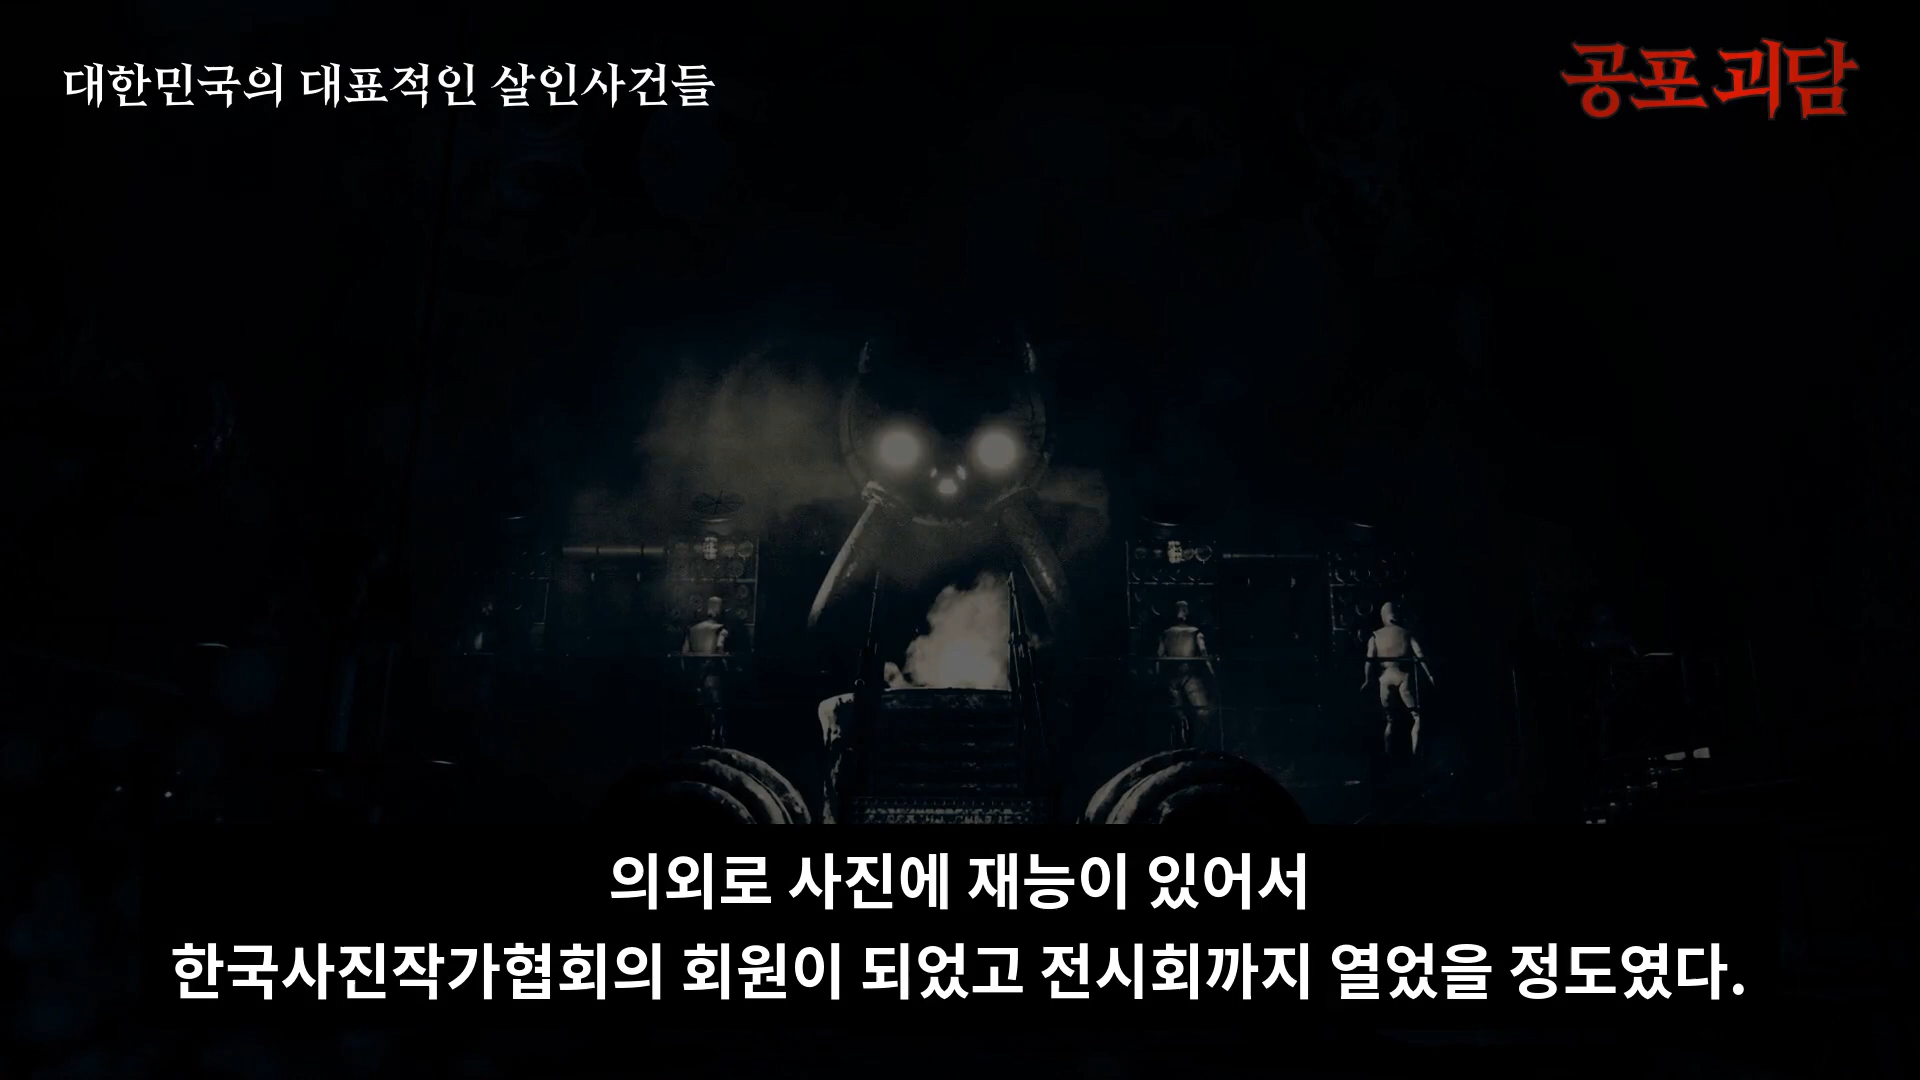 대한민국의 대표적인 살인사건들
공포 괴담
의외로 사진에 재능이 있어서
한국사진작가협회의 회원이 되었고 전시회까지 열었을 정도였다.